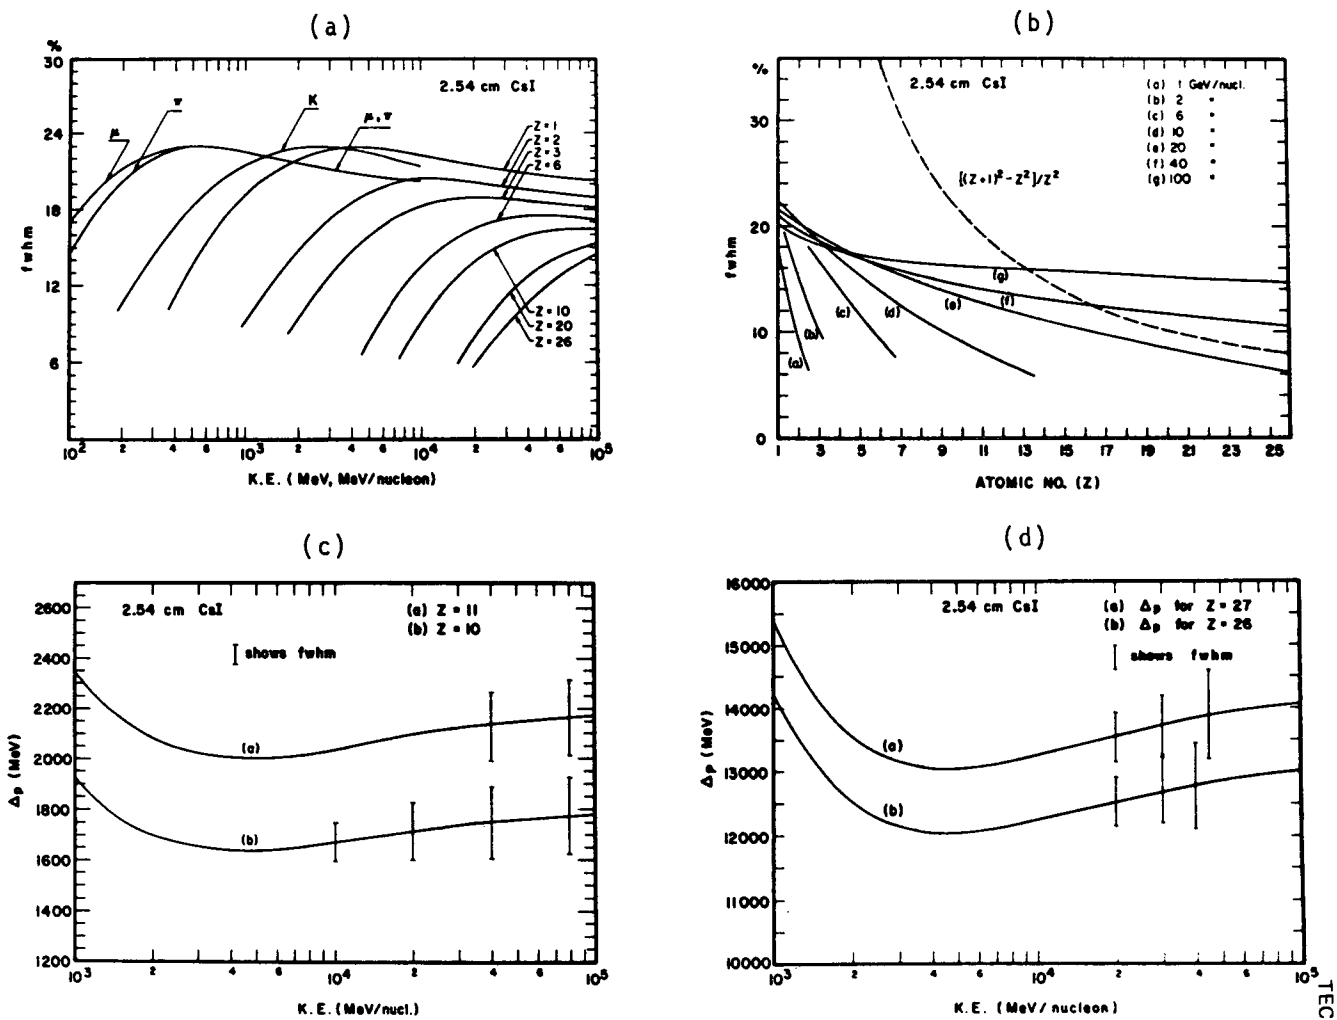 (a)
%
30
24
18
12
6
fwhm
2.54 cm CsI
μ
π
K
μ, π
Z = 1
Z = 2
Z = 3
Z = 6
Z = 10
Z = 20
Z = 26
10² 2 4 6 10³ 2 4 6 10⁴ 2 4 6 10⁵
K.E. (MeV, MeV/nucleon)
(b)
%
30
20
10
0
fwhm
2.54 cm CsI
(a) 1 GeV/nucl.
(b) 2 "
(c) 6 "
(d) 10 "
(e) 20 "
(f) 40 "
(g) 100 "
[(Z+1)²-Z²]/Z²
(g)
(f)
(e)
(d)
(c)
(b)
(a)
1 3 5 7 9 11 13 15 17 19 21 23 25
ATOMIC NO. (Z)
(c)
2600
2400
2200
2000
1800
1600
1400
1200
Δp (MeV)
2.54 cm CsI
(a) Z = 11
(b) Z = 10
shows fwhm
(a)
(b)
10³ 2 4 6 10⁴ 2 4 6 10⁵
K.E. (MeV/nucl.)
(d)
16000
15000
14000
13000
12000
11000
10000
Δp (MeV)
2.54 cm CsI
(a) Δp for Z = 27
(b) Δp for Z = 26
shows fwhm
(a)
(b)
10³ 2 4 6 10⁴ 2 4 6 10⁵
K.E. (MeV/nucleon)
TEC